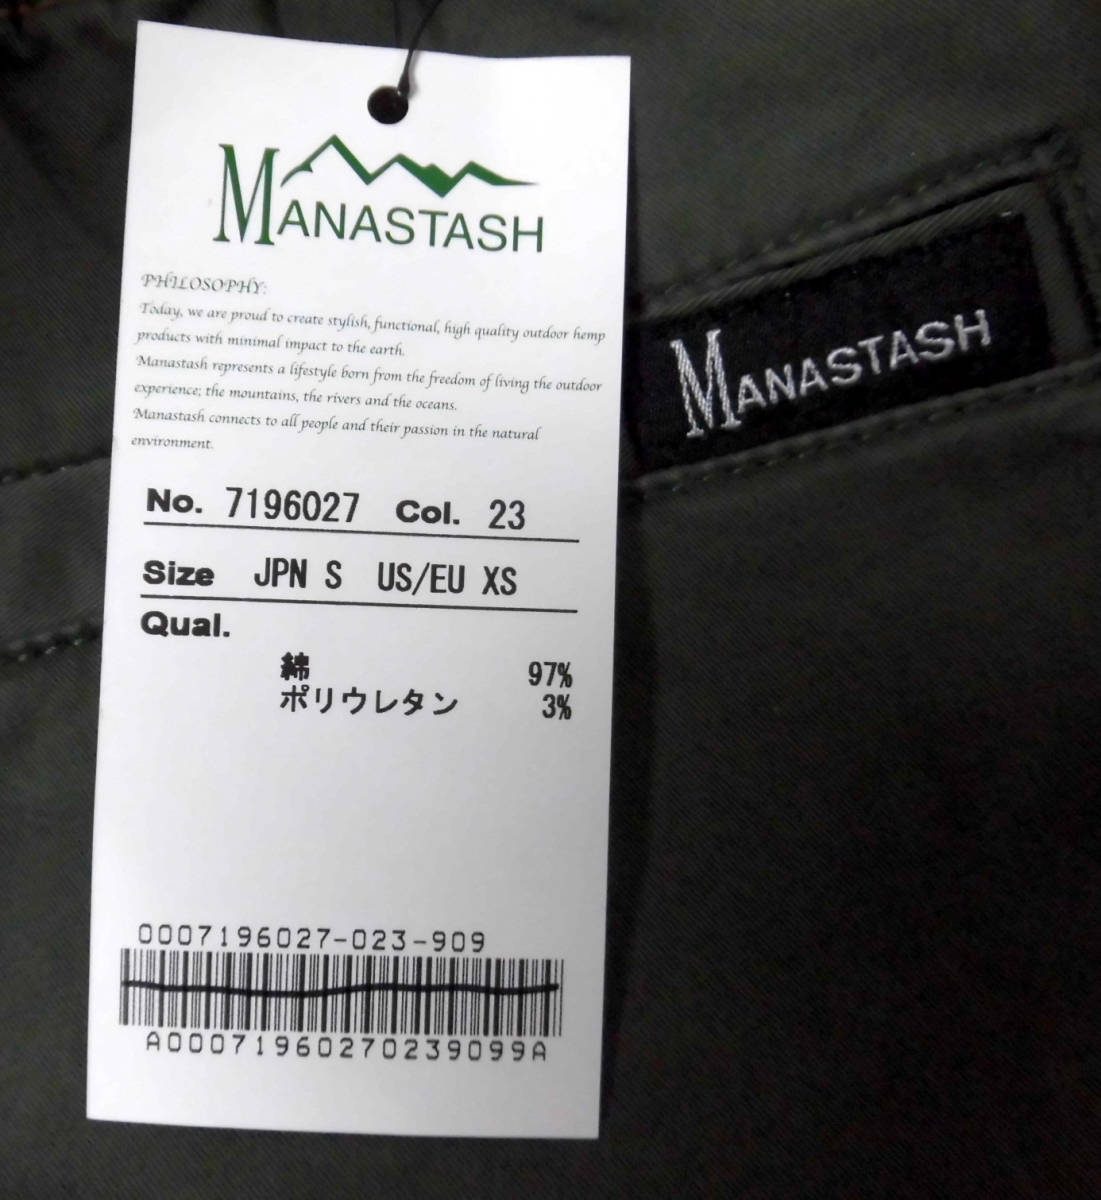 MANASTASH
PHILOSOPHY:
Today, we are proud to create stylish, functional, high quality outdoor hemp
products with minimal impact to the earth.
Manastash represents a lifestyle born from the freedom of living the outdoor
experience; the mountains, the rivers and the oceans.
Manastash connects to all people and their passion in the natural
environment.
No. 7196027 Col. 23
Size JPN S US/EU XS
Qual.
綿 97%
ポリウレタン 3%
0007196027-023-909
A00071960270239099A
MANASTASH